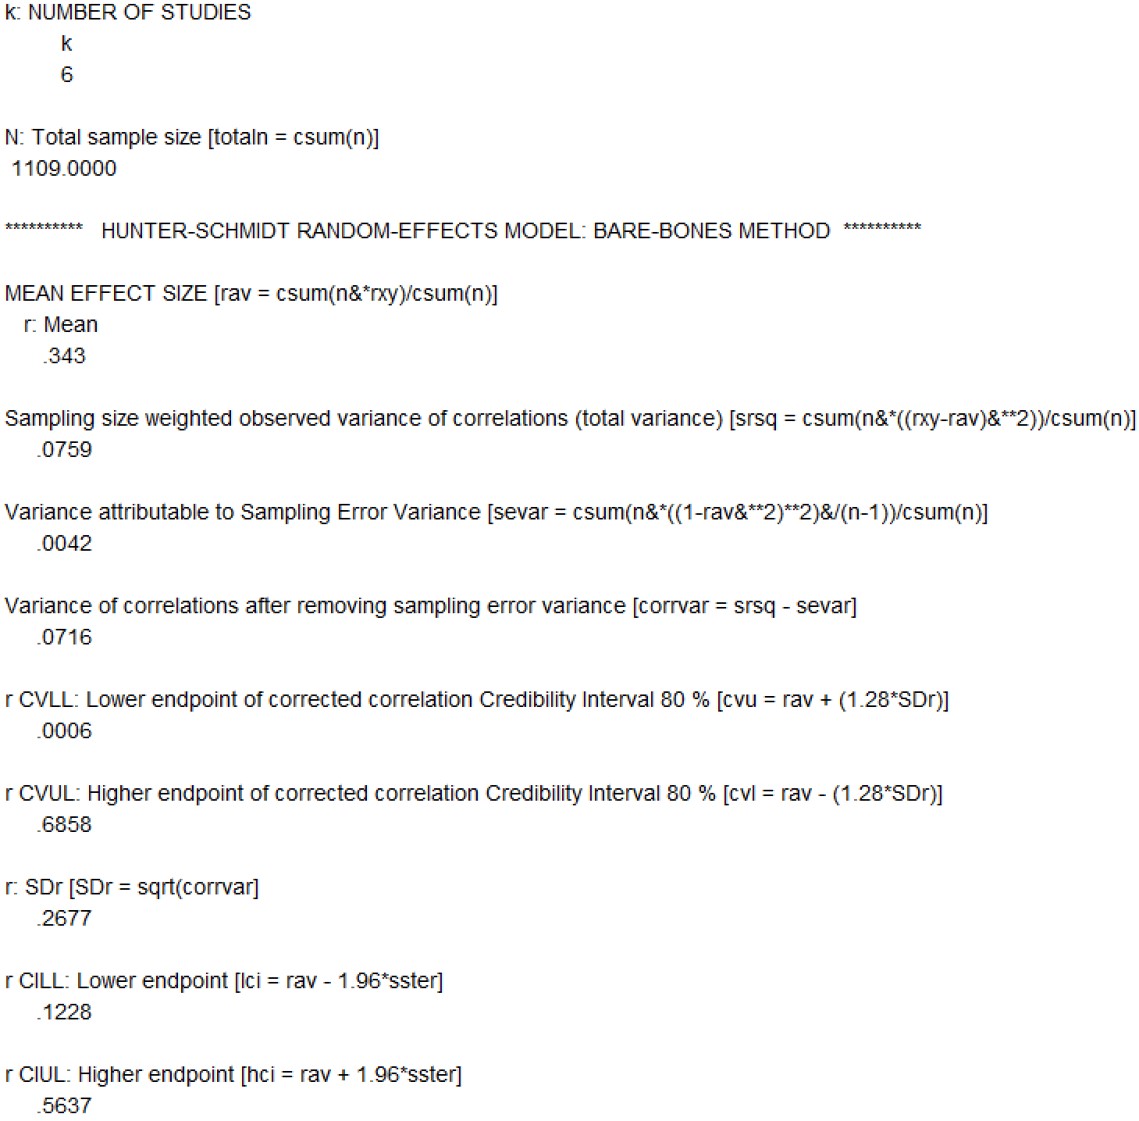 k: NUMBER OF STUDIES
k
6
N: Total sample size [totaln = csum(n)]
1109.0000
********** HUNTER-SCHMIDT RANDOM-EFFECTS MODEL: BARE-BONES METHOD **********
MEAN EFFECT SIZE [rav = csum(n&*rxy)/csum(n)]
r: Mean
.343
Sampling size weighted observed variance of correlations (total variance) [srsq = csum(n&*((rxy-rav)&**2))/csum(n)]
.0759
Variance attributable to Sampling Error Variance [sevar = csum(n&*((1-rav&**2)**2)&/(n-1))/csum(n)]
.0042
Variance of correlations after removing sampling error variance [corrvar = srsq - sevar]
.0716
r CVLL: Lower endpoint of corrected correlation Credibility Interval 80 % [cvu = rav + (1.28*SDr)]
.0006
r CVUL: Higher endpoint of corrected correlation Credibility Interval 80 % [cvl = rav - (1.28*SDr)]
.6858
r: SDr [SDr = sqrt(corrvar]
.2677
r CILL: Lower endpoint [lci = rav - 1.96*sster]
.1228
r CIUL: Higher endpoint [hci = rav + 1.96*sster]
.5637